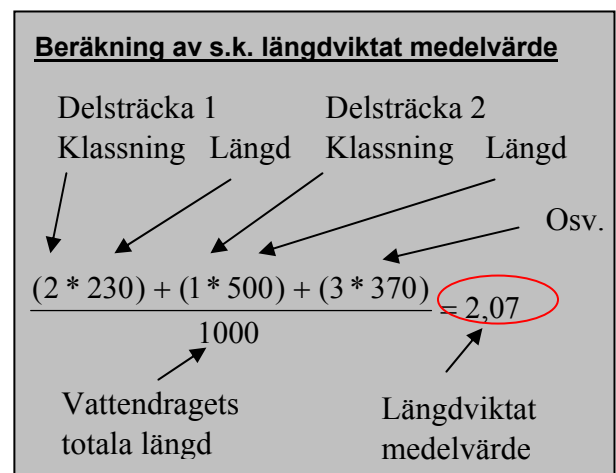 Beräkning av s.k. längdviktat medelvärde
Delsträcka 1 Delsträcka 2
Klassning Längd Klassning Längd
Osv.
(2 * 230) + (1 * 500) + (3 * 370)
= 2,07
1000
Vattendragets
totala längd
Längdviktat
medelvärde